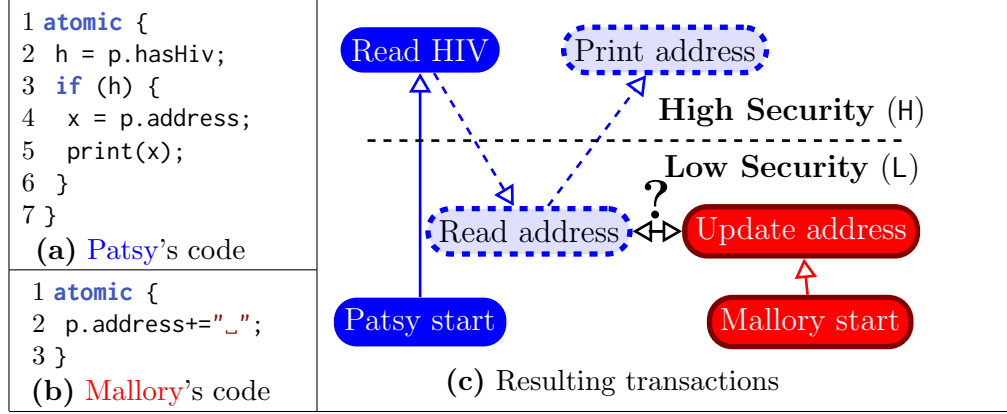 1 atomic {
2 h = p.hasHiv;
3 if (h) {
4 x = p.address;
5 print(x);
6 }
7 }
(a) Patsy's code
1 atomic {
2 p.address+="␣";
3 }
(b) Mallory's code
Read HIV
Print address
High Security (H)
Low Security (L)
?
Read address
Update address
Patsy start
Mallory start
(c) Resulting transactions